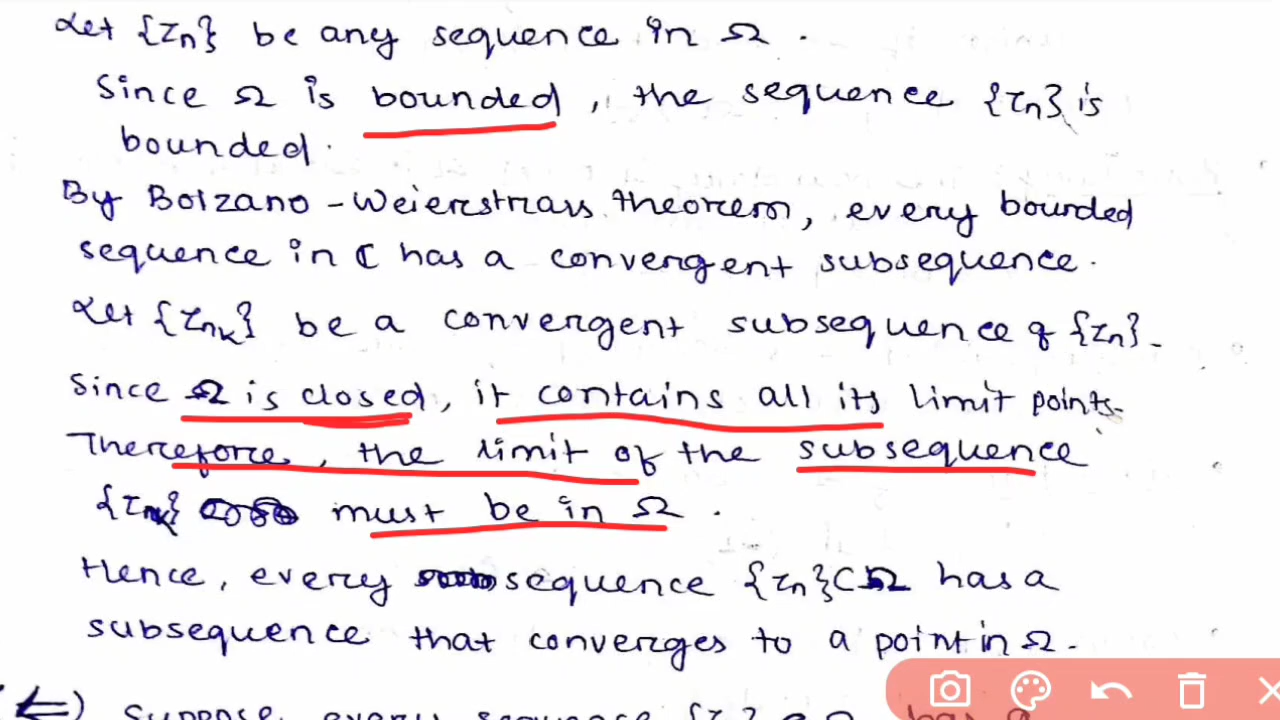 Let {zn} be any sequence in Ω.
Since Ω is bounded, the sequence {zn} is
bounded.
By Bolzano-Weierstrass theorem, every bounded
sequence in ℂ has a convergent subsequence.
Let {znk} be a convergent subsequence of {zn}.
Since Ω is closed, it contains all its limit points.
Therefore, the limit of the subsequence
{znk} must be in Ω.
Hence, every sequence {zn}⊂Ω has a
subsequence that converges to a point in Ω.
(⇐) Suppose, every sequence {z